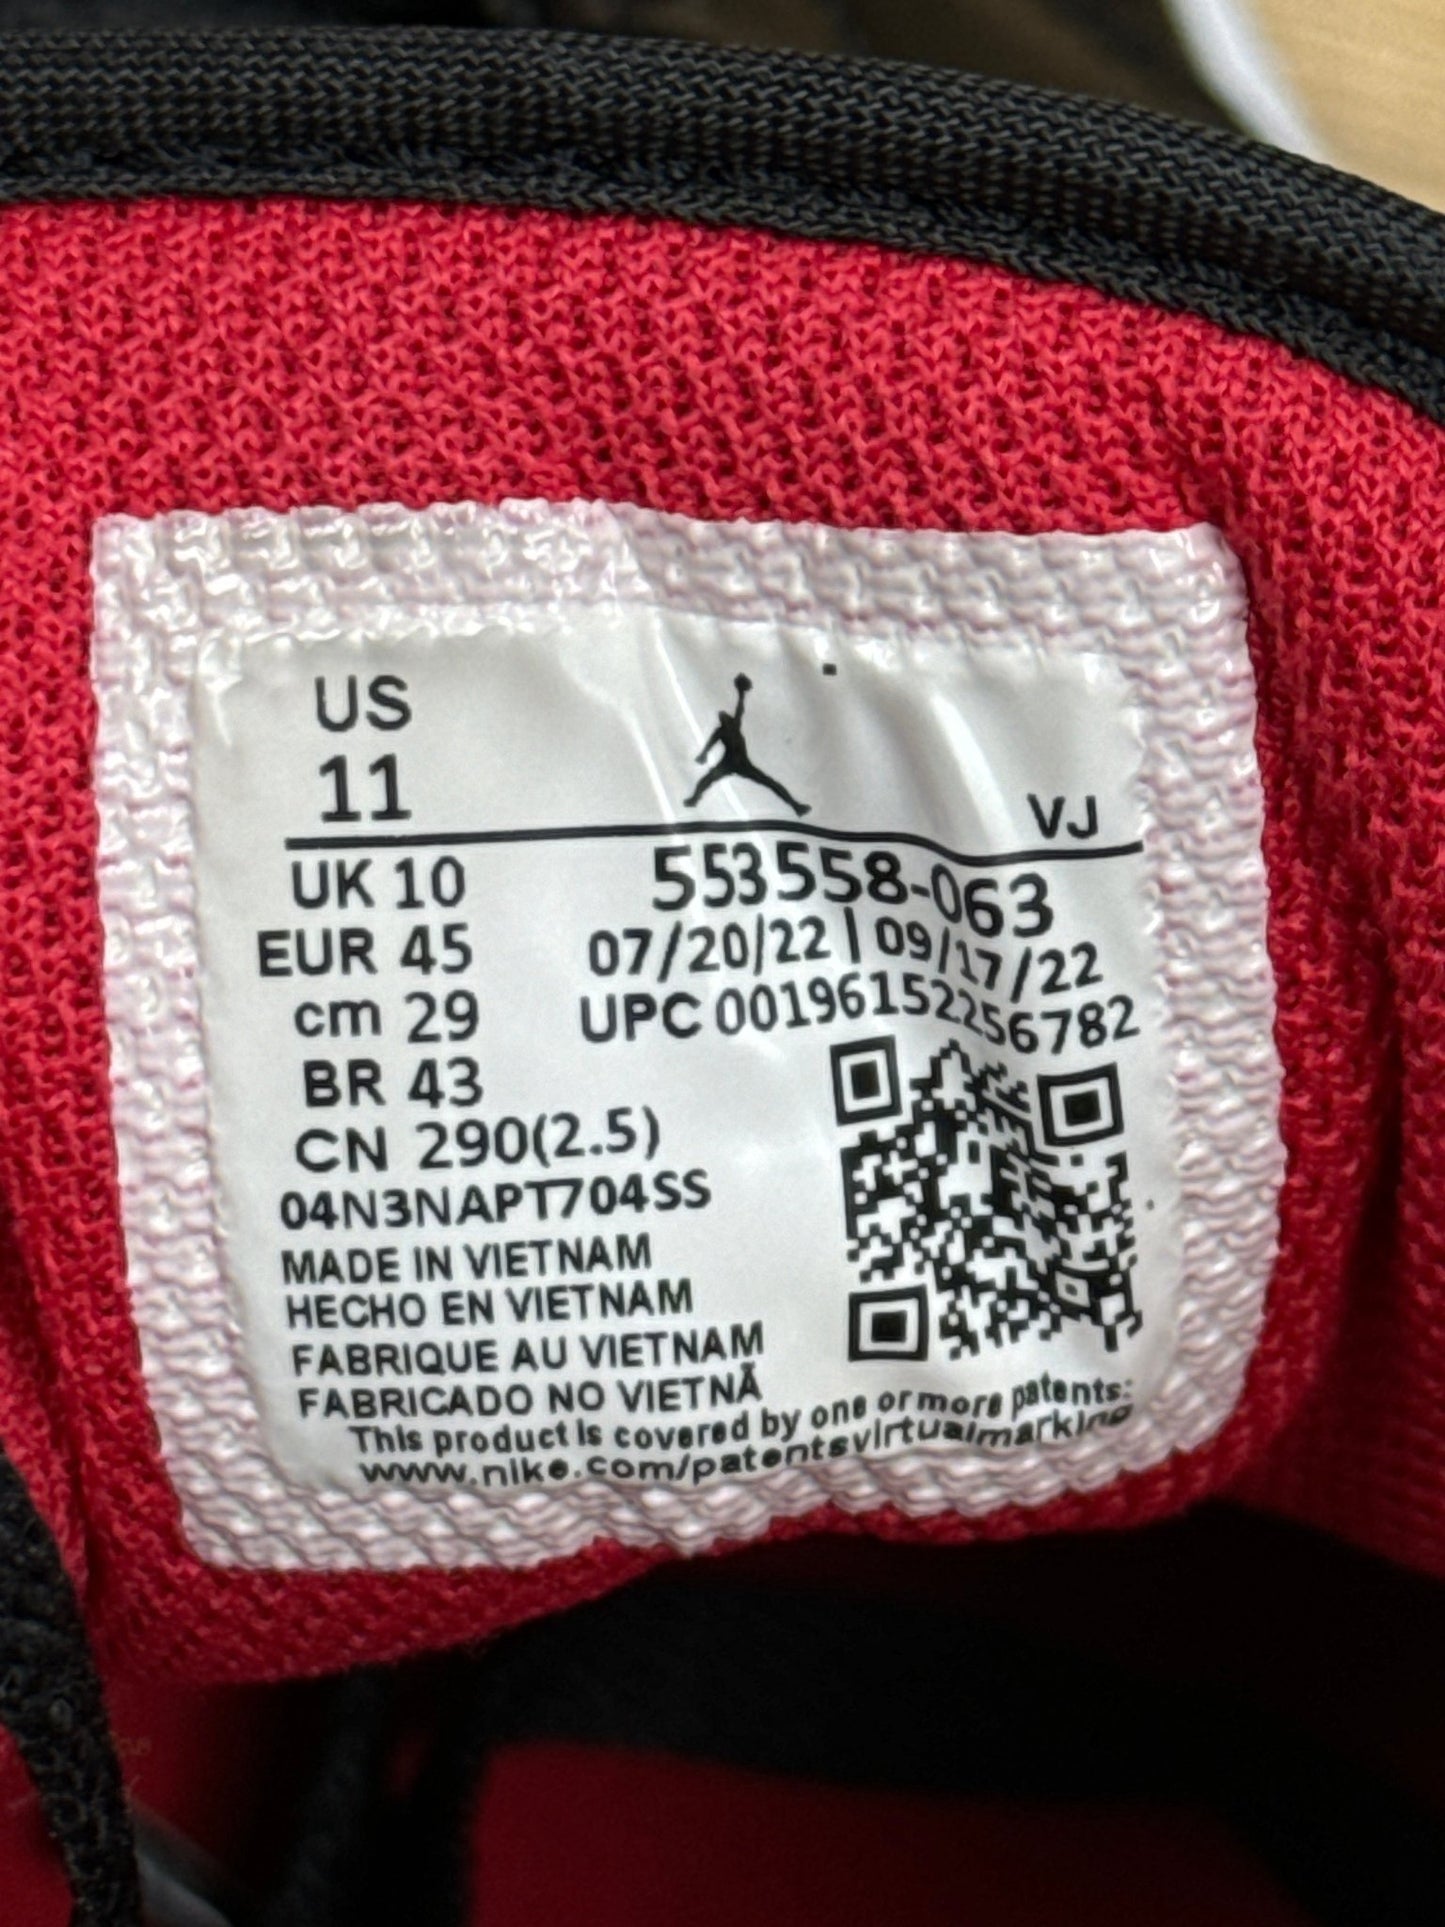 US
11
VJ
UK 10
553558-063
EUR 45
07/20/22 | 09/17/22
cm 29
UPC 00196152256782
BR 43
CN 290(2.5)
04N3NAPT704SS
MADE IN VIETNAM
HECHO EN VIETNAM
FABRIQUE AU VIETNAM
FABRICADO NO VIETNÃ
This product is covered by one or more patents:
www.nike.com/patentsvirtualmarking